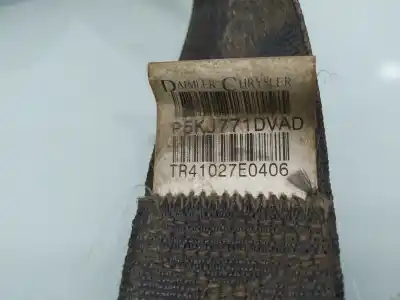 DAIMLER CHRYSLER
P5KJ771DVAD
TR41027E0406